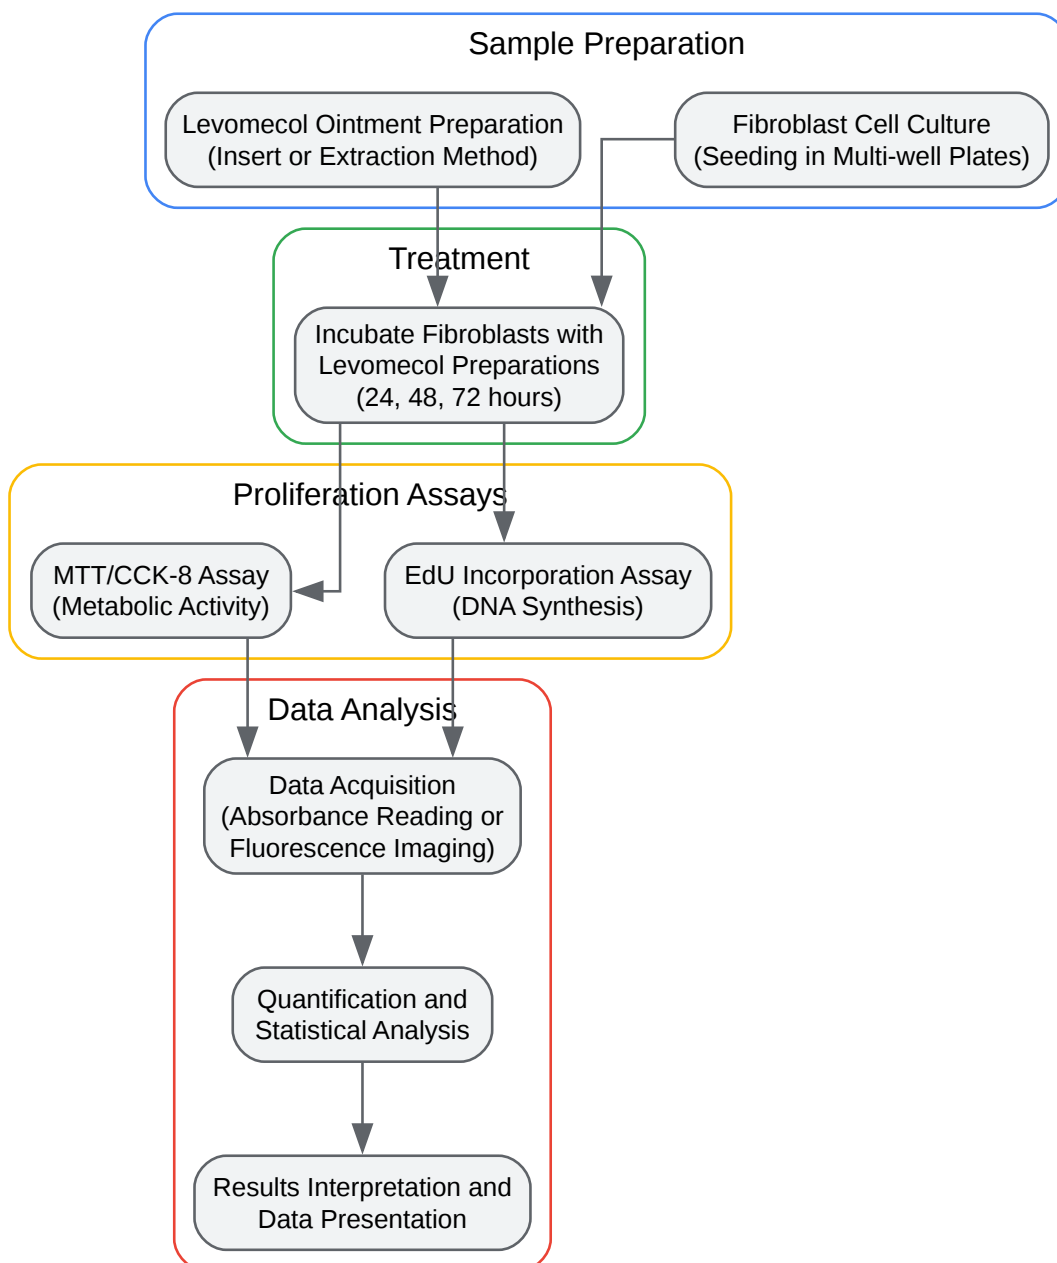 Sample Preparation
Levomecol Ointment Preparation
(Insert or Extraction Method)
Fibroblast Cell Culture
(Seeding in Multi-well Plates)
Treatment
Incubate Fibroblasts with
Levomecol Preparations
(24, 48, 72 hours)
Proliferation Assays
MTT/CCK-8 Assay
(Metabolic Activity)
EdU Incorporation Assay
(DNA Synthesis)
Data Analysis
Data Acquisition
(Absorbance Reading or
Fluorescence Imaging)
Quantification and
Statistical Analysis
Results Interpretation and
Data Presentation